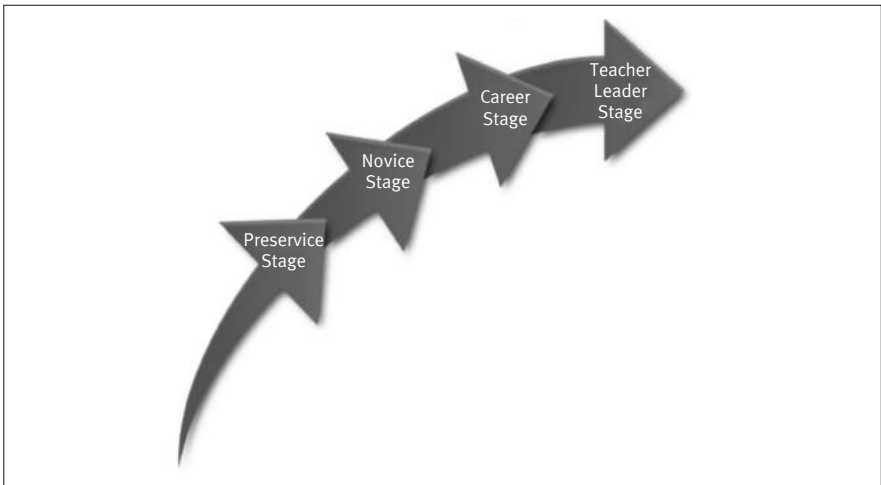 Preservice
Stage
Novice
Stage
Career
Stage
Teacher
Leader
Stage